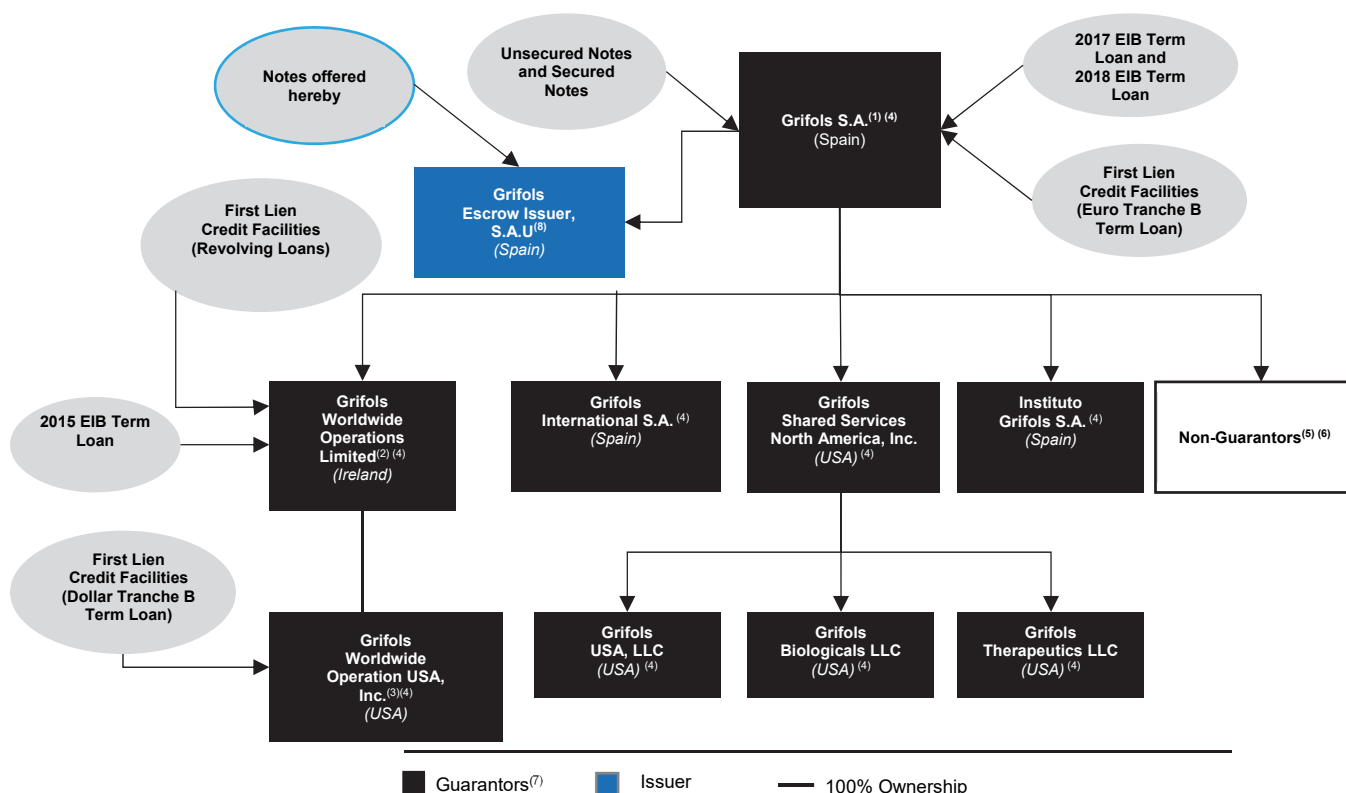 Notes offered
hereby
Unsecured Notes
and Secured
Notes
2017 EIB Term
Loan and
2018 EIB Term
Loan
Grifols S.A.(1) (4)
(Spain)
Grifols
Escrow Issuer,
S.A.U(8)
(Spain)
First Lien
Credit Facilities
(Euro Tranche B
Term Loan)
First Lien
Credit Facilities
(Revolving Loans)
2015 EIB Term
Loan
Grifols
Worldwide
Operations
Limited(2) (4)
(Ireland)
Grifols
International S.A. (4)
(Spain)
Grifols
Shared Services
North America, Inc.
(USA) (4)
Instituto
Grifols S.A. (4)
(Spain)
Non-Guarantors(5) (6)
First Lien
Credit Facilities
(Dollar Tranche B
Term Loan)
Grifols
Worldwide
Operation USA,
Inc.(3)(4)
(USA)
Grifols
USA, LLC
(USA) (4)
Grifols
Biologicals LLC
(USA) (4)
Grifols
Therapeutics LLC
(USA) (4)
Guarantors(7)
Issuer
100% Ownership